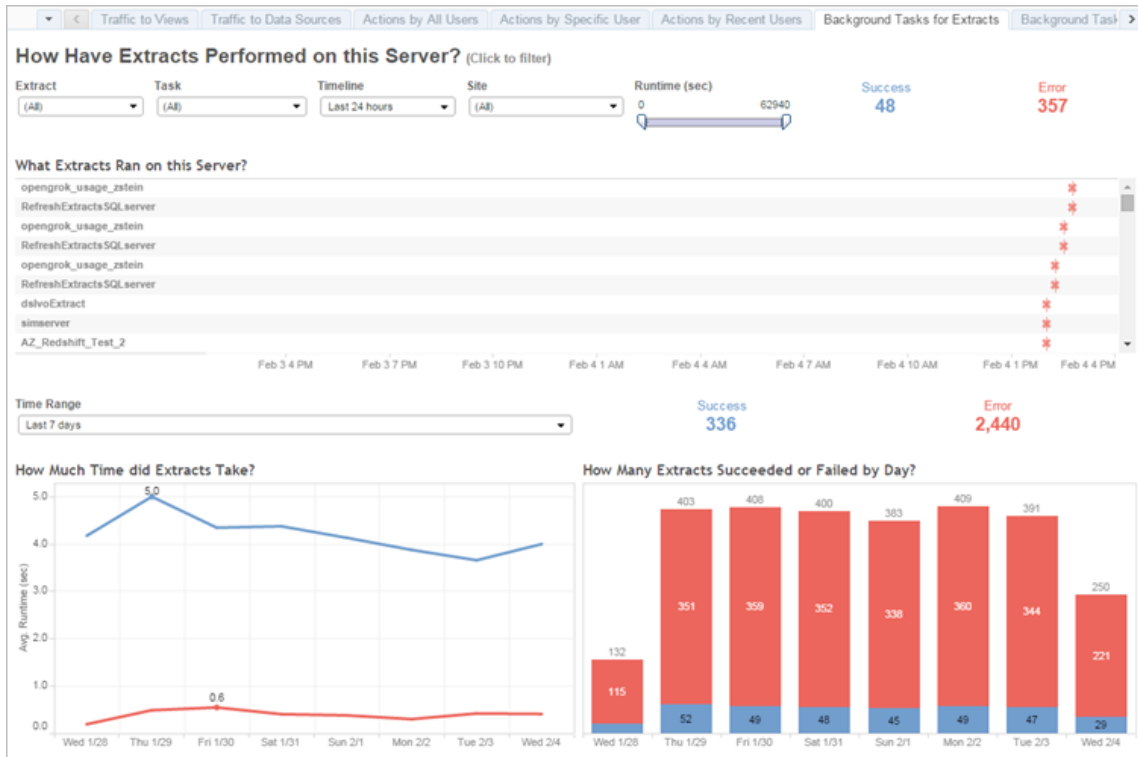 Traffic to Views Traffic to Data Sources Actions by All Users Actions by Specific User Actions by Recent Users Background Tasks for Extracts Background Task
How Have Extracts Performed on this Server? (Click to filter)
Extract Task Timeline Site Runtime (sec) Success Error
(All) (All) Last 24 hours (All) 0 62940 48 357
What Extracts Ran on this Server?
opengrok_usage_zstein
RefreshExtractsSQLserver
opengrok_usage_zstein
RefreshExtractsSQLserver
opengrok_usage_zstein
RefreshExtractsSQLserver
dslvoExtract
simserver
AZ_Redshift_Test_2
Feb 3 4 PM Feb 3 7 PM Feb 3 10 PM Feb 4 1 AM Feb 4 4 AM Feb 4 7 AM Feb 4 10 AM Feb 4 1 PM Feb 4 4 PM
Time Range Success Error
Last 7 days 336 2,440
How Much Time did Extracts Take?
5.0
4.0
3.0
2.0
1.0
0.0
Avg. Runtime (sec)
5.0
0.6
Wed 1/28 Thu 1/29 Fri 1/30 Sat 1/31 Sun 2/1 Mon 2/2 Tue 2/3 Wed 2/4
How Many Extracts Succeeded or Failed by Day?
132 403 408 400 383 409 391 250
115 351 359 352 338 360 344 221
52 49 48 45 49 47 29
Wed 1/28 Thu 1/29 Fri 1/30 Sat 1/31 Sun 2/1 Mon 2/2 Tue 2/3 Wed 2/4